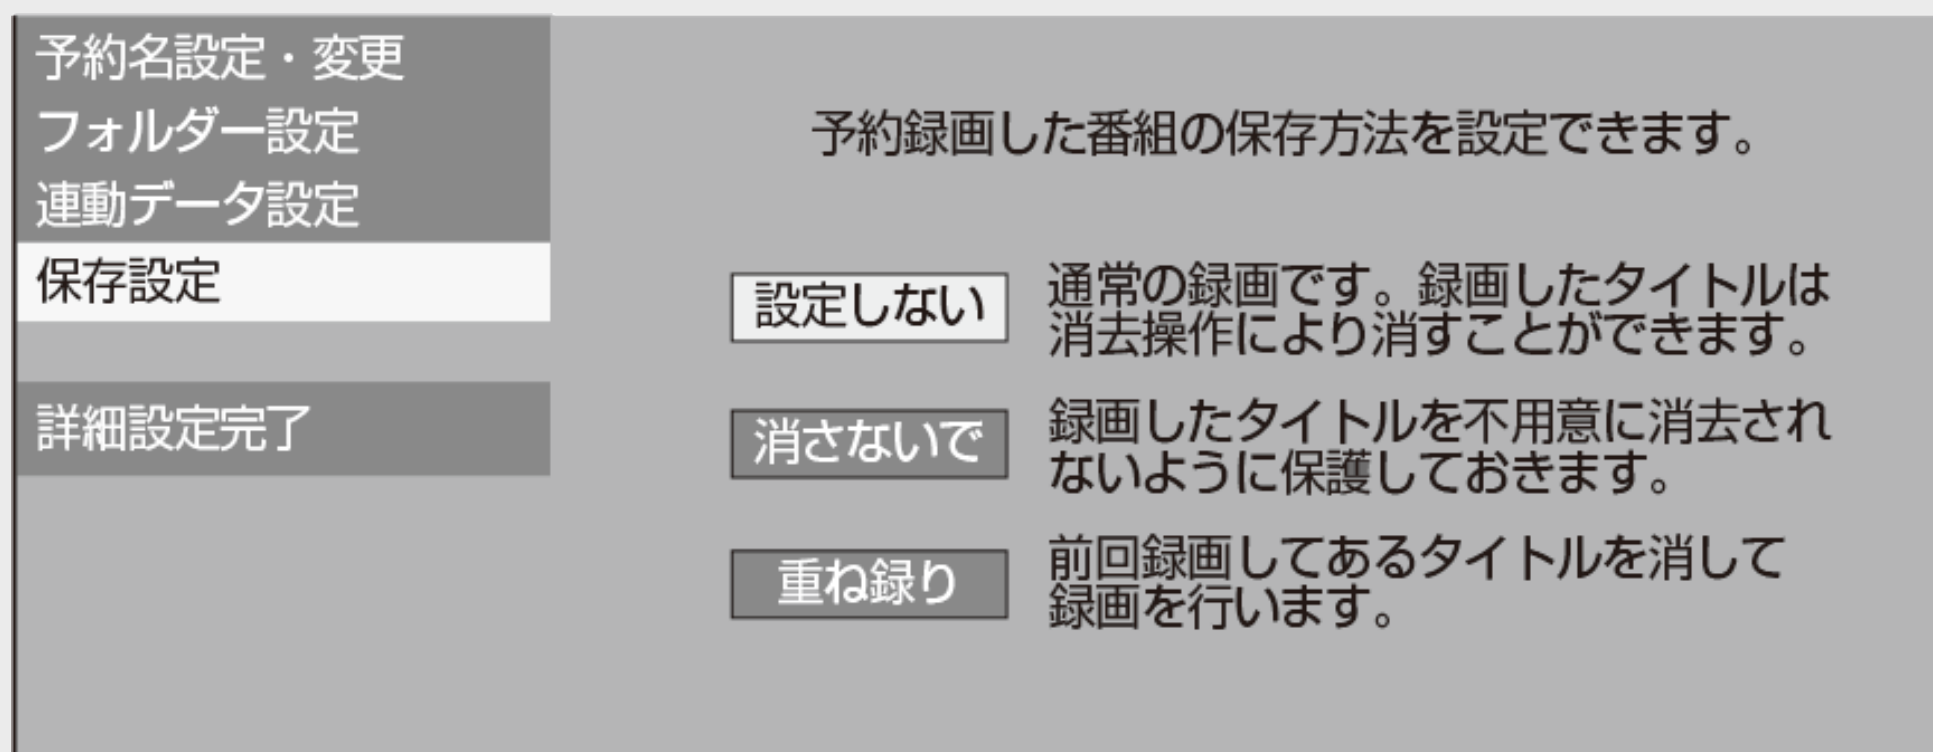 予約名設定・変更
フォルダー設定
連動データ設定
保存設定
詳細設定完了
予約録画した番組の保存方法を設定できます。
設定しない
通常の録画です。録画したタイトルは
消去操作により消すことができます。
消さないで
録画したタイトルを不用意に消去され
ないように保護しておきます。
重ね録り
前回録画してあるタイトルを消して
録画を行います。